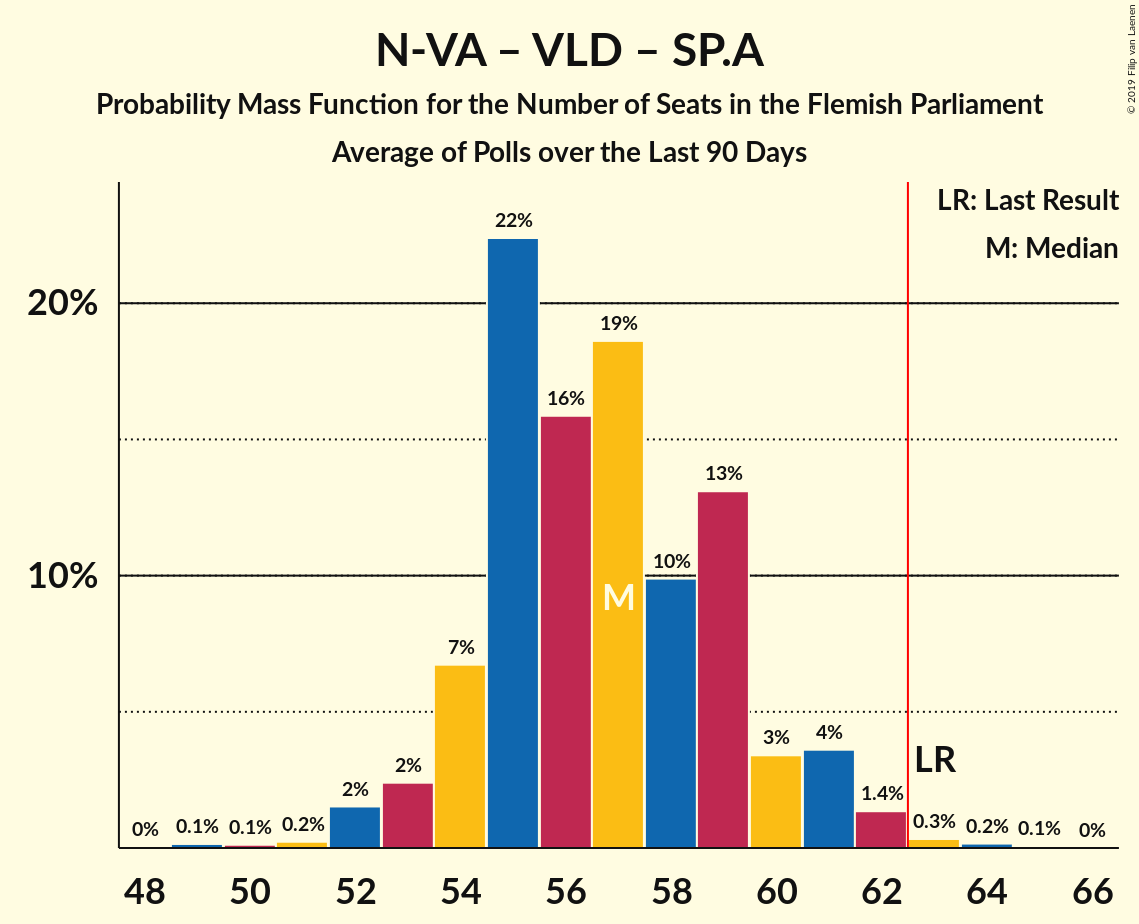 N-VA – VLD – SP.A
Probability Mass Function for the Number of Seats in the Flemish Parliament
Average of Polls over the Last 90 Days
© 2019 Filip van Laenen
LR: Last Result
M: Median
22%
20%
19%
16%
13%
10%
10%
M
7%
4%
3%
LR
2%
2%
1.4%
0% 0.1% 0.1% 0.2% 0.3% 0.2% 0.1% 0%
48 50 52 54 56 58 60 62 64 66